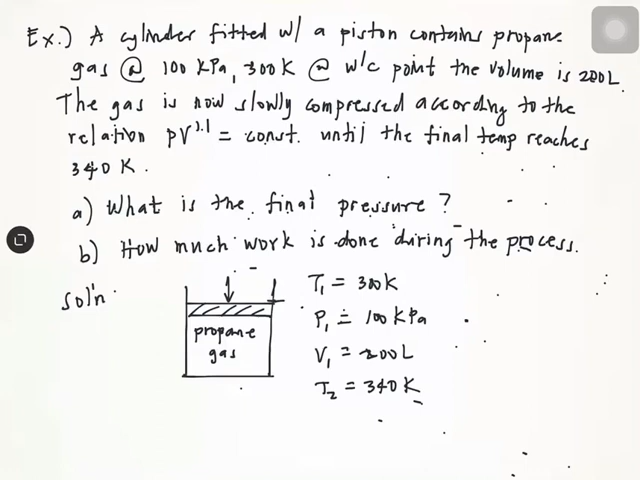 Ex.) A cylinder fitted w/ a piston contains propane
gas @ 100 kPa, 300K @ w/c point the volume is 200L.
The gas is now slowly compressed according to the
relation PV^1.1 = const. until the final temp reaches
340 K.
a) What is the final pressure?
b) How much work is done during the process.
sol'n.
propane
gas
T₁ = 300K
P₁ = 100 kPa
V₁ = 200L
T₂ = 340 K